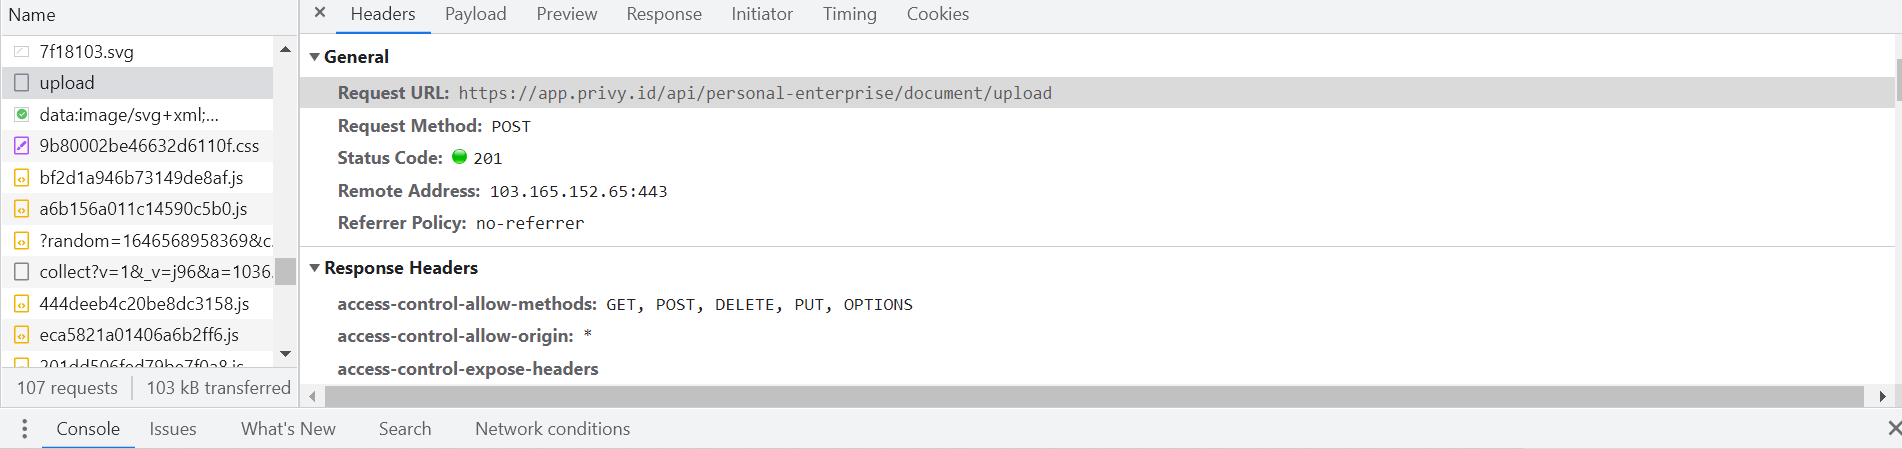 Name
7f18103.svg
upload
data:image/svg+xml;...
9b80002be46632d6110f.css
bf2d1a946b73149de8af.js
a6b156a011c14590c5b0.js
?random=1646568958369&c
collect?v=1&_v=j96&a=1036
444deeb4c20be8dc3158.js
eca5821a01406a6b2ff6.js
107 requests 103 kB transferred
Headers Payload Preview Response Initiator Timing Cookies
General
Request URL: https://app.privy.id/api/personal-enterprise/document/upload
Request Method: POST
Status Code: 201
Remote Address: 103.165.152.65:443
Referrer Policy: no-referrer
Response Headers
access-control-allow-methods: GET, POST, DELETE, PUT, OPTIONS
access-control-allow-origin: *
access-control-expose-headers
Console Issues What's New Search Network conditions